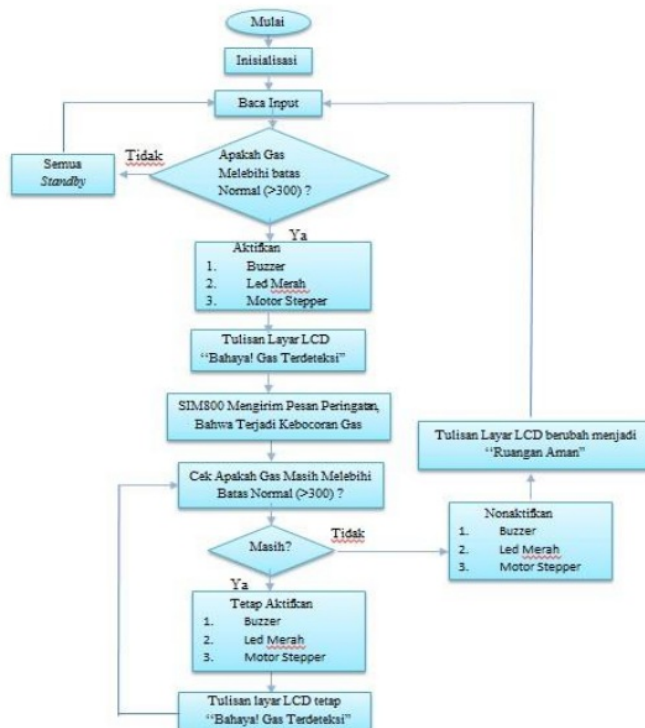 Mulai
Inisialisasi
Baca Input
Tidak
Semua
Standby
Apakah Gas
Melebihi batas
Normal (>300) ?
Ya
Aktifkan
1. Buzzer
2. Led Merah
3. Motor Stepper
Tulisan Layar LCD
“Bahaya! Gas Terdeteksi”
SIM800 Mengirim Pesan Peringatan,
Bahwa Terjadi Kebocoran Gas
Cek Apakah Gas Masih Melebihi
Batas Normal (>300) ?
Masih?
Tidak
Nonaktifkan
1. Buzzer
2. Led Merah
3. Motor Stepper
Tulisan Layar LCD berubah menjadi
“Ruangan Aman”
Ya
Tetap Aktifkan
1. Buzzer
2. Led Merah
3. Motor Stepper
Tulisan layar LCD tetap
“Bahaya! Gas Terdeteksi”